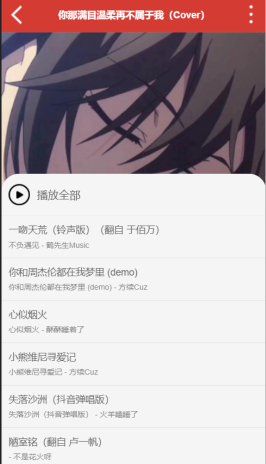 你那满目温柔再不属于我（Cover）
播放全部
一吻天荒（铃声版）（翻自 于佰万）
不负遇见 - 鹤先生Music
你和周杰伦都在我梦里 (demo)
你和周杰伦都在我梦里 (demo) - 方续Cuz
心似烟火
心似烟火 - 酥酥睡着了
小熊维尼寻爱记
小熊维尼寻爱记 - 方续Cuz
失落沙洲（抖音弹唱版）
失落沙洲（抖音弹唱版） - 火羊瞌睡了
陋室铭（翻自 卢一帆）
- 不是花火呀